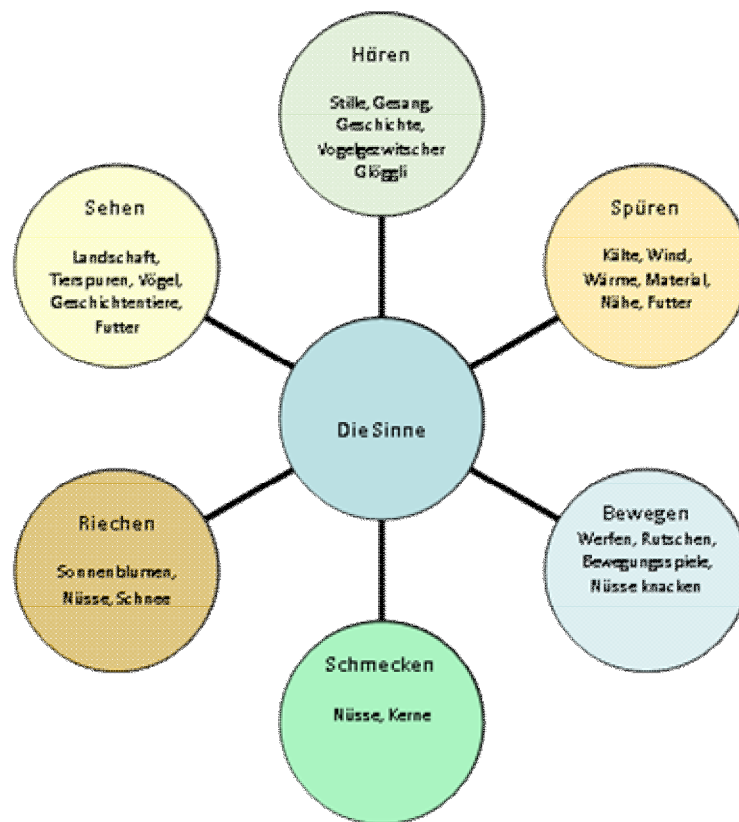 Hören
Stille, Gesang,
Geschichte,
Vogelgezwitscher
Glöggli
Spüren
Kälte, Wind,
Wärme, Material,
Nähe, Futter
Bewegen
Werfen, Rutschen,
Bewegungsspiele,
Nüsse knacken
Schmecken
Nüsse, Kerne
Riechen
Sonnenblumen,
Nüsse, Schnee
Sehen
Landschaft,
Tierspuren, Vögel,
Geschichtentiere,
Futter
Die Sinne